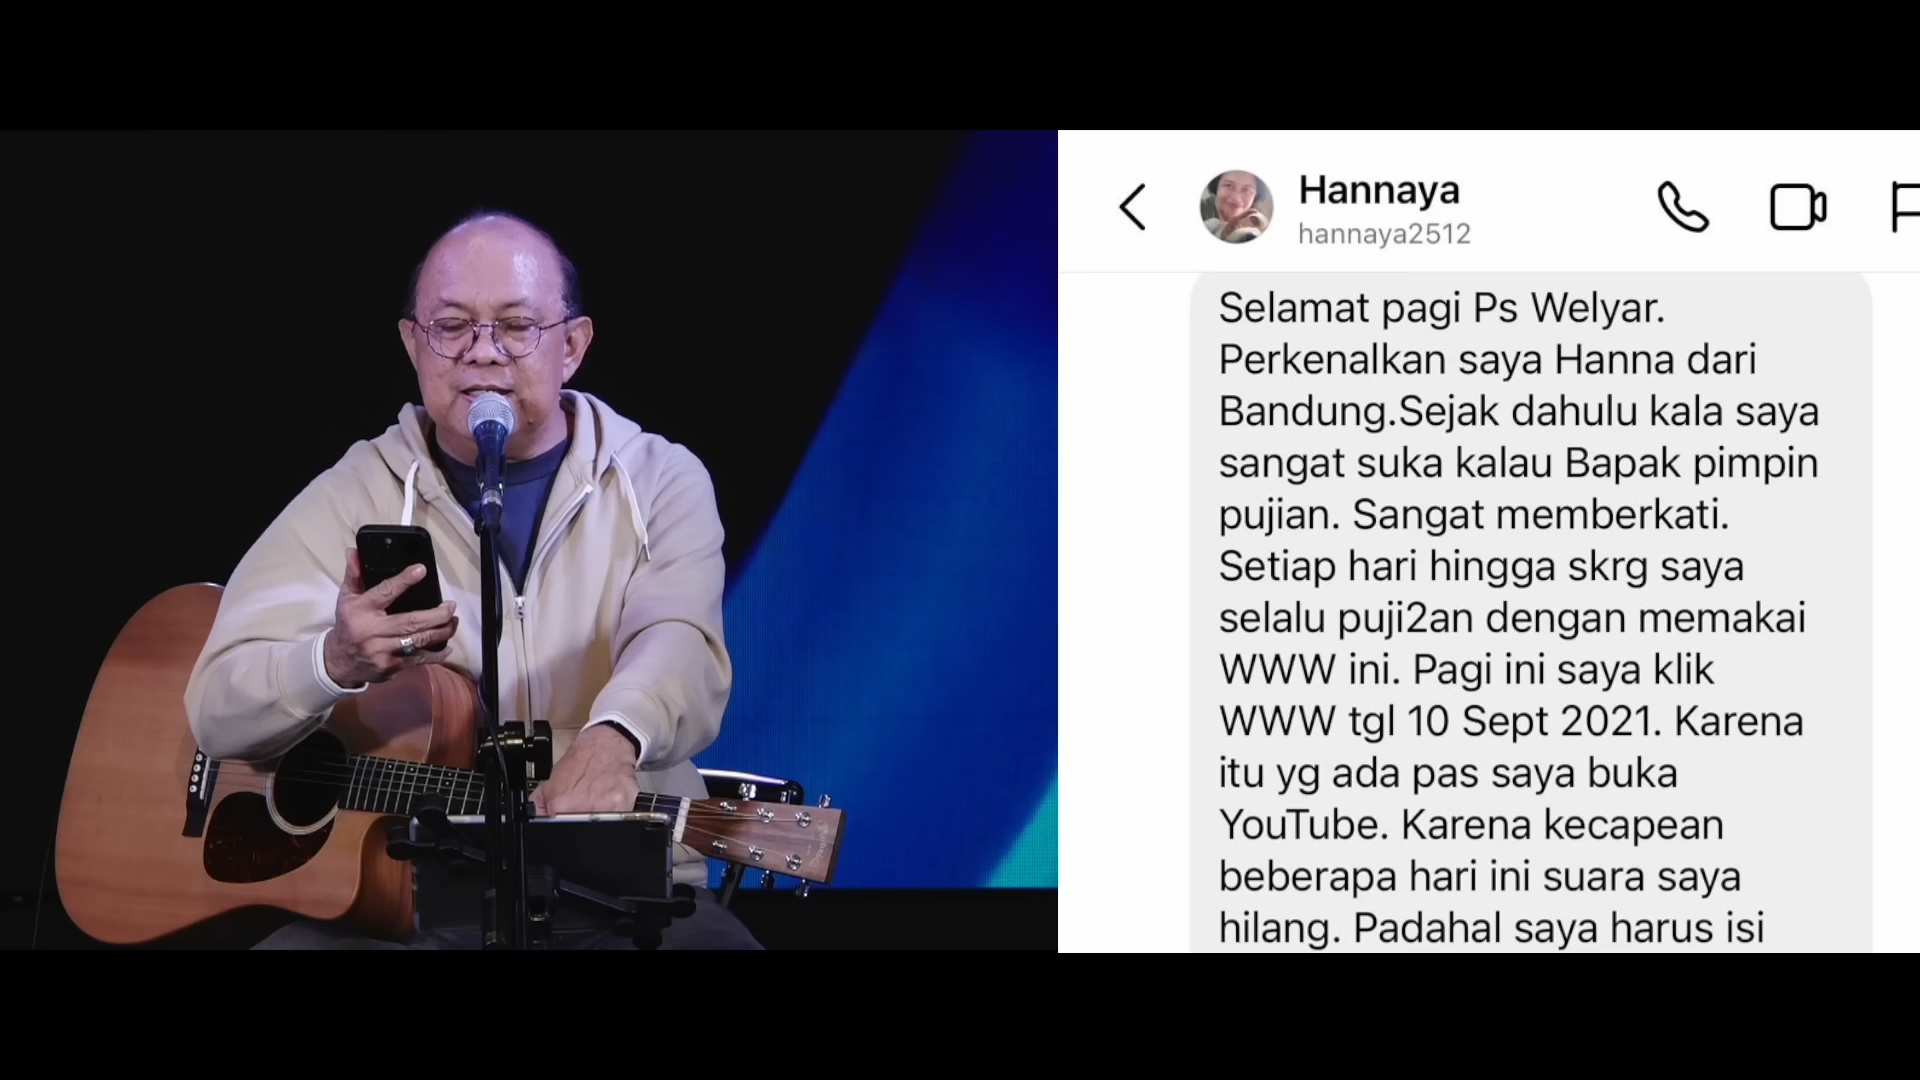 Hannaya
hannaya2512
Selamat pagi Ps Welyar.
Perkenalkan saya Hanna dari
Bandung.Sejak dahulu kala saya
sangat suka kalau Bapak pimpin
pujian. Sangat memberkati.
Setiap hari hingga skrg saya
selalu puji2an dengan memakai
WWW ini. Pagi ini saya klik
WWW tgl 10 Sept 2021. Karena
itu yg ada pas saya buka
YouTube. Karena kecapean
beberapa hari ini suara saya
hilang. Padahal saya harus isi